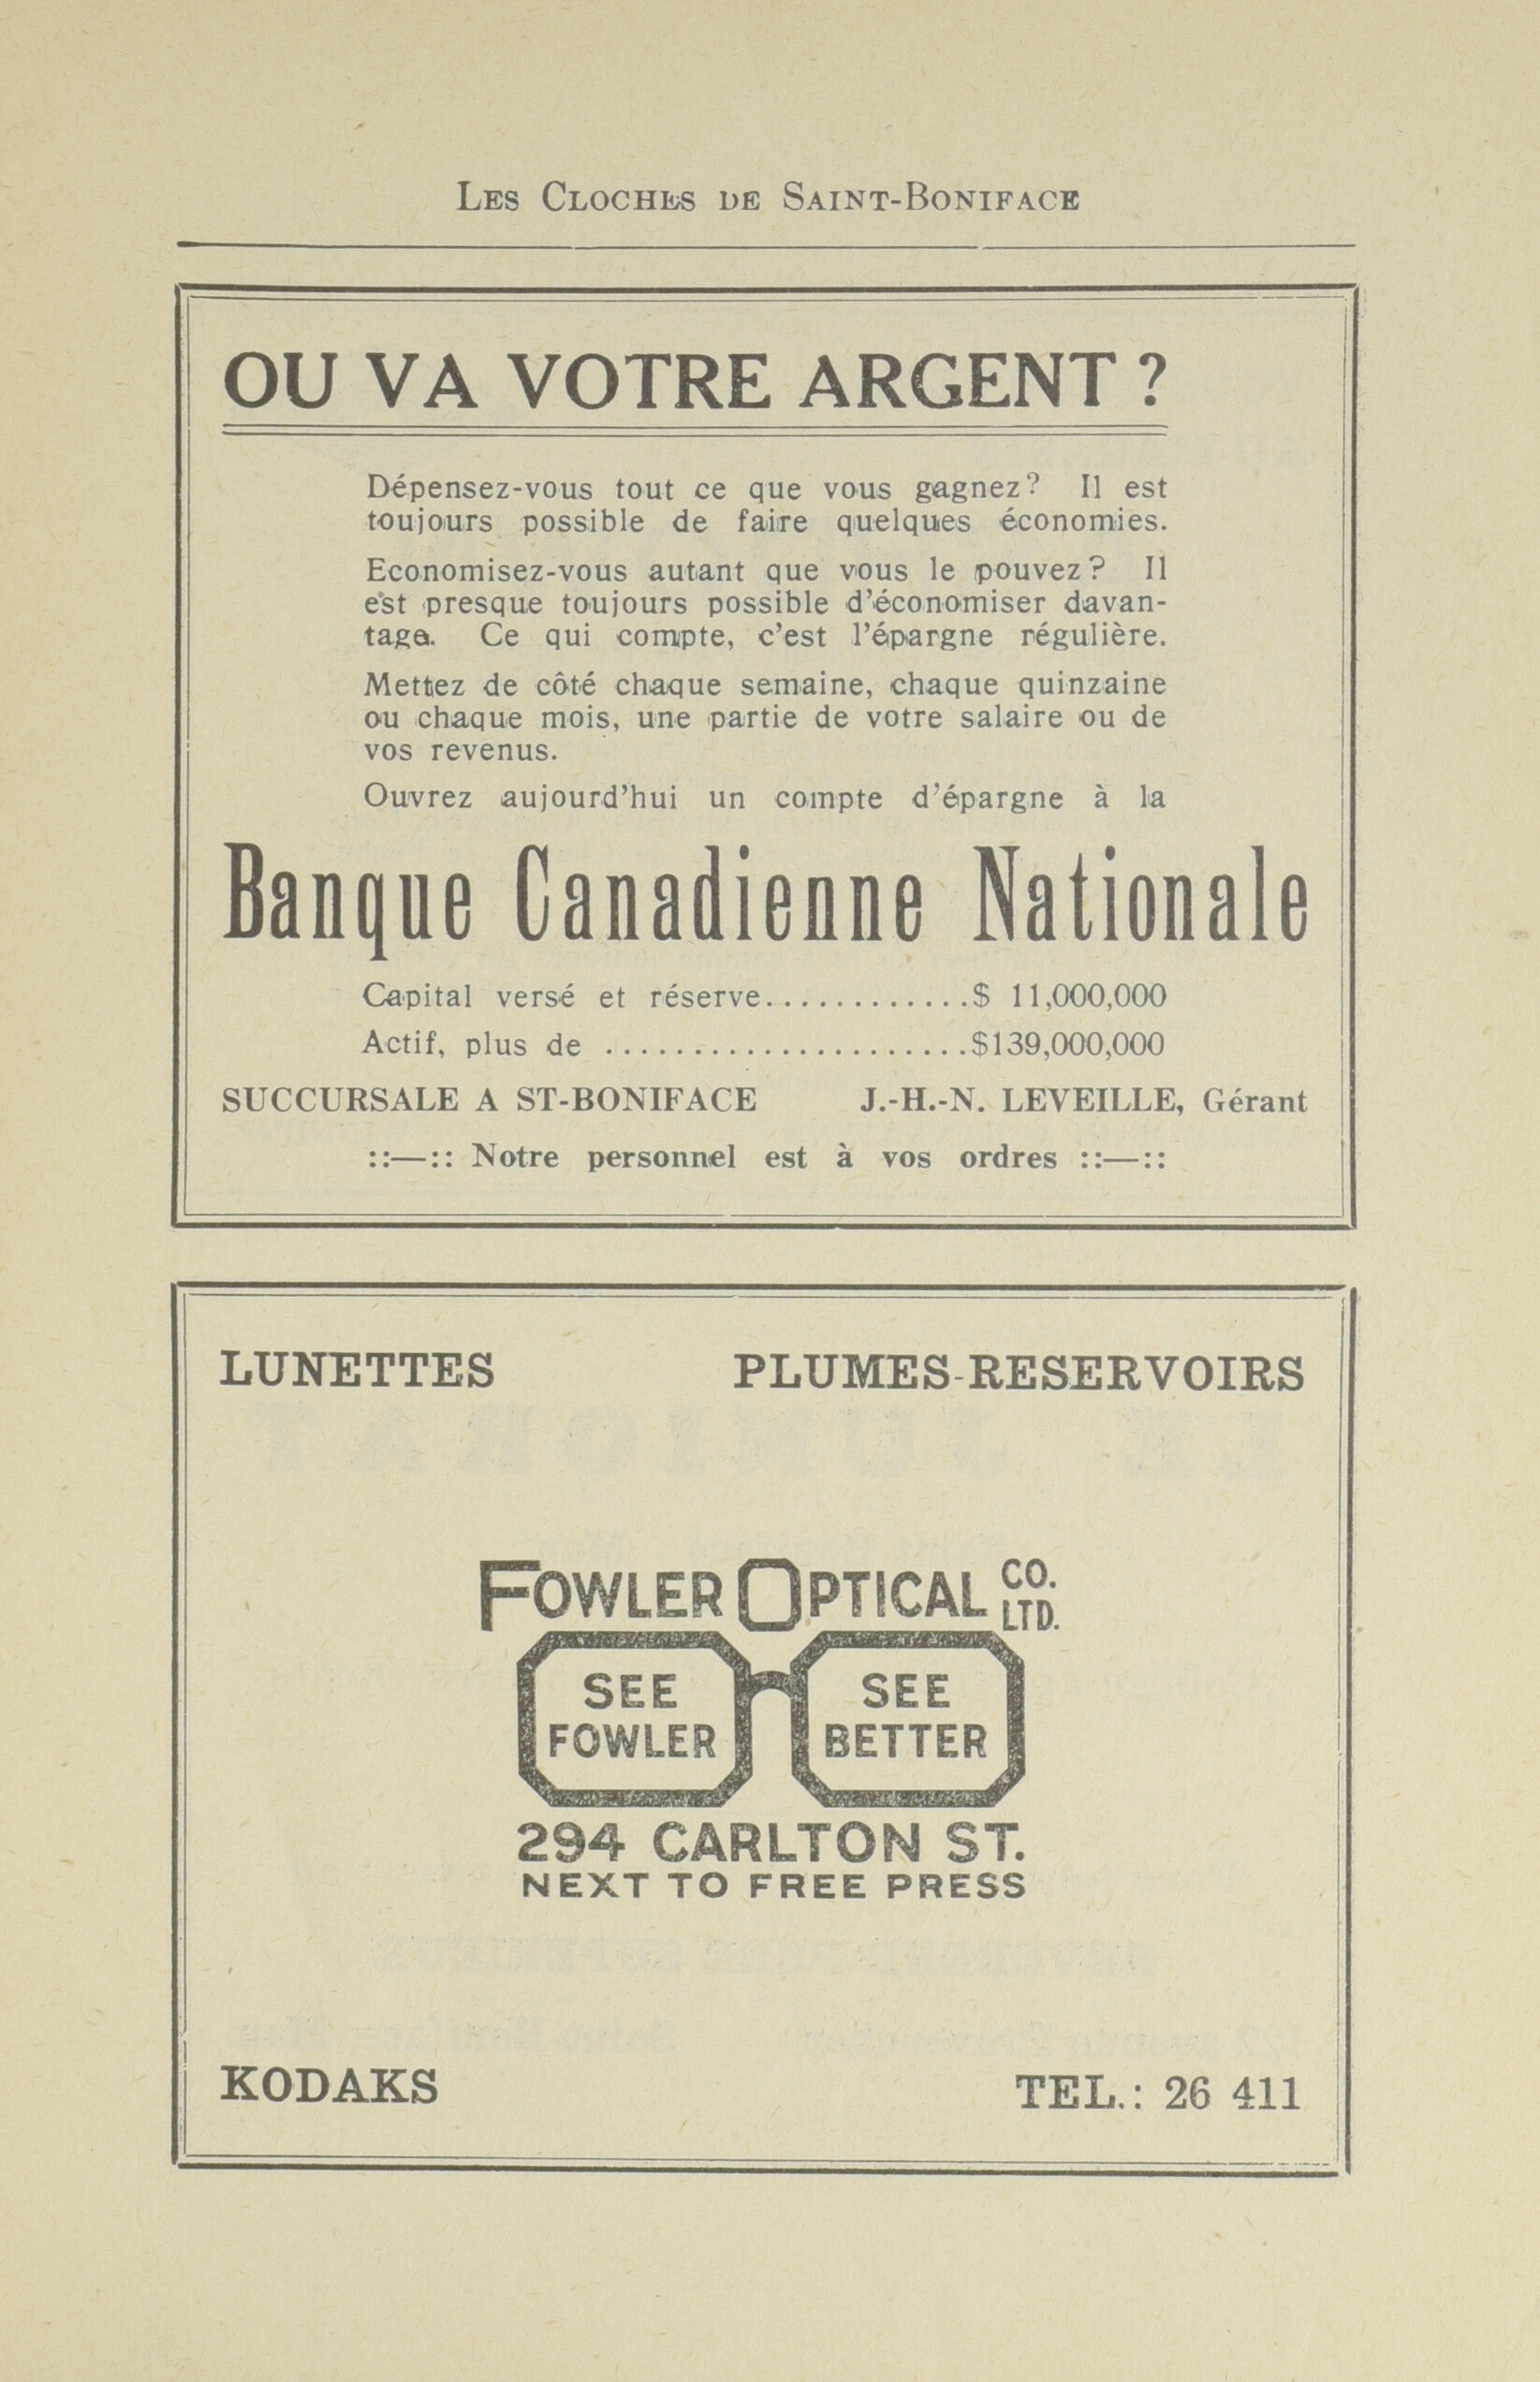 Les Cloches de Saint-Boniface
OU VA VOTRE ARGENT ?
Dépensez-vous tout ce que vous gagnez? Il est
toujours possible de faire quelques économies.
Economisez-vous autant que vous le pouvez? Il
est presque toujours possible d'économiser davan-
tage. Ce qui compte, c'est l'épargne régulière.
Mettez de côté chaque semaine, chaque quinzaine
ou chaque mois, une partie de votre salaire ou de
vos revenus.
Ouvrez aujourd'hui un compte d'épargne à la
Banque Canadienne Nationale
Capital versé et réserve............$ 11,000,000
Actif, plus de .....................$139,000,000
SUCCURSALE A ST-BONIFACE J.-H.-N. LEVEILLE, Gérant
::—:: Notre personnel est à vos ordres ::—::
LUNETTES PLUMES-RESERVOIRS
FOWLER OPTICAL CO. LTD.
SEE FOWLER
SEE BETTER
294 CARLTON ST.
NEXT TO FREE PRESS
KODAKS TEL.: 26 411